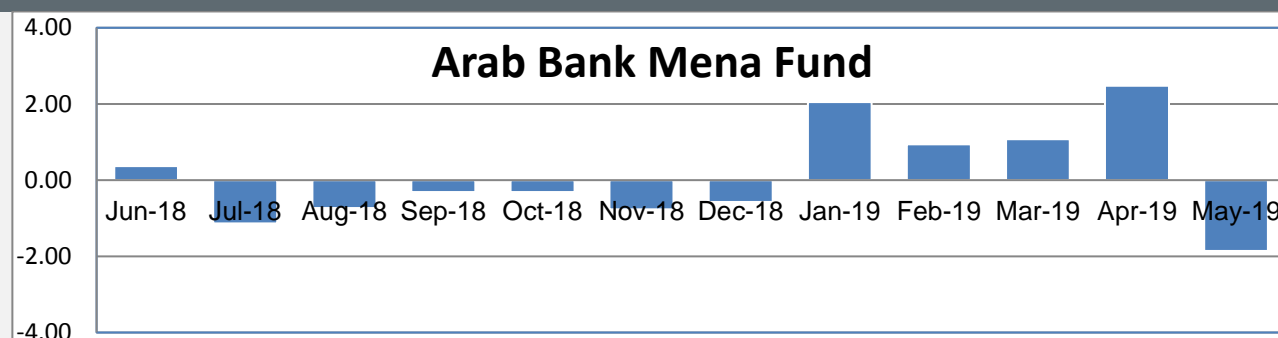 4.00
Arab Bank Mena Fund
2.00
0.00
Jun-18 Jul-18 Aug-18 Sep-18 Oct-18 Nov-18 Dec-18 Jan-19 Feb-19 Mar-19 Apr-19 May-19
-2.00
-4.00